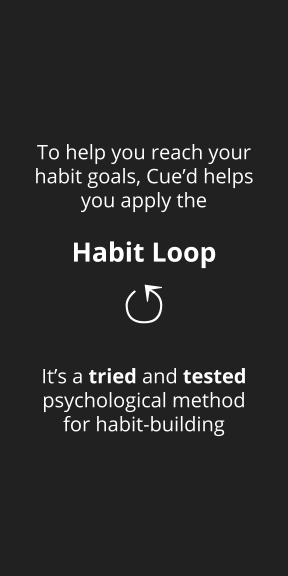 To help you reach your
habit goals, Cue’d helps
you apply the
Habit Loop
It’s a tried and tested
psychological method
for habit-building